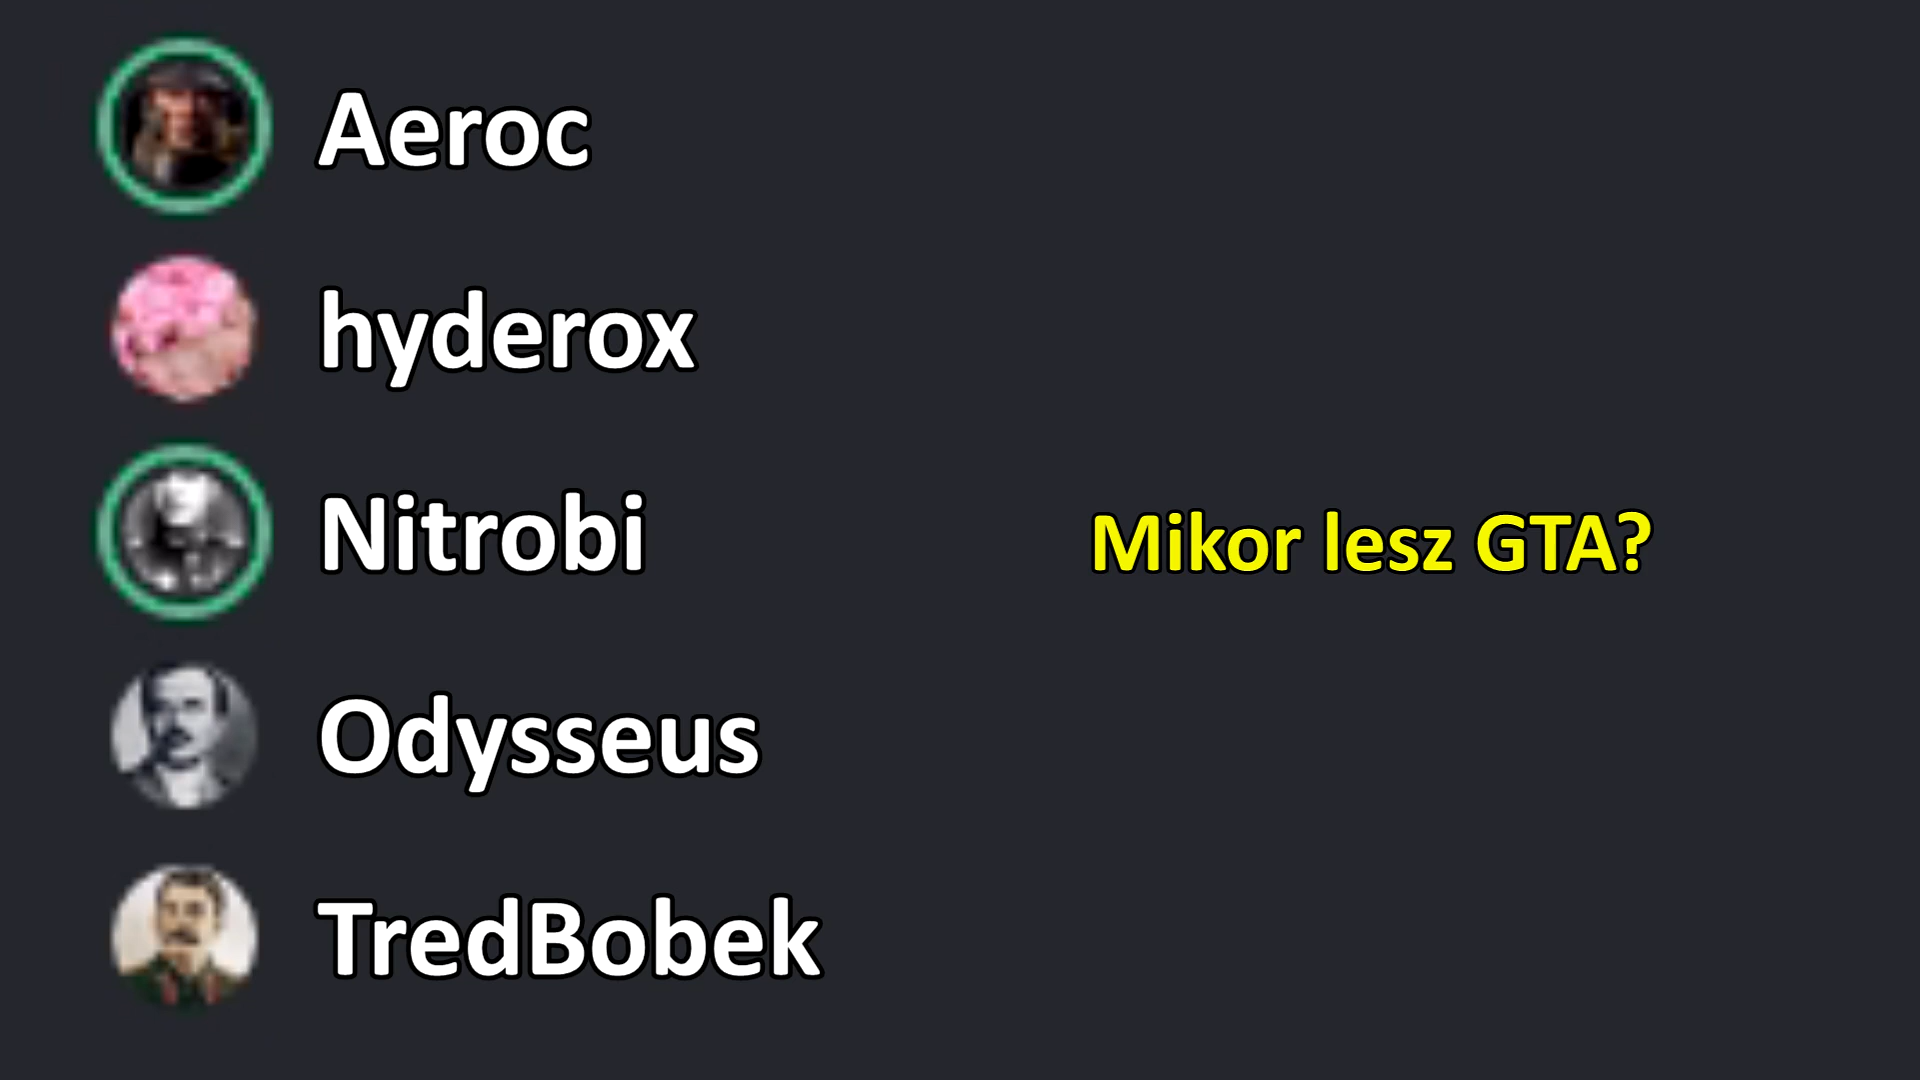 Aeroc
hyderox
Nitrobi
Mikor lesz GTA?
Odysseus
TredBobek